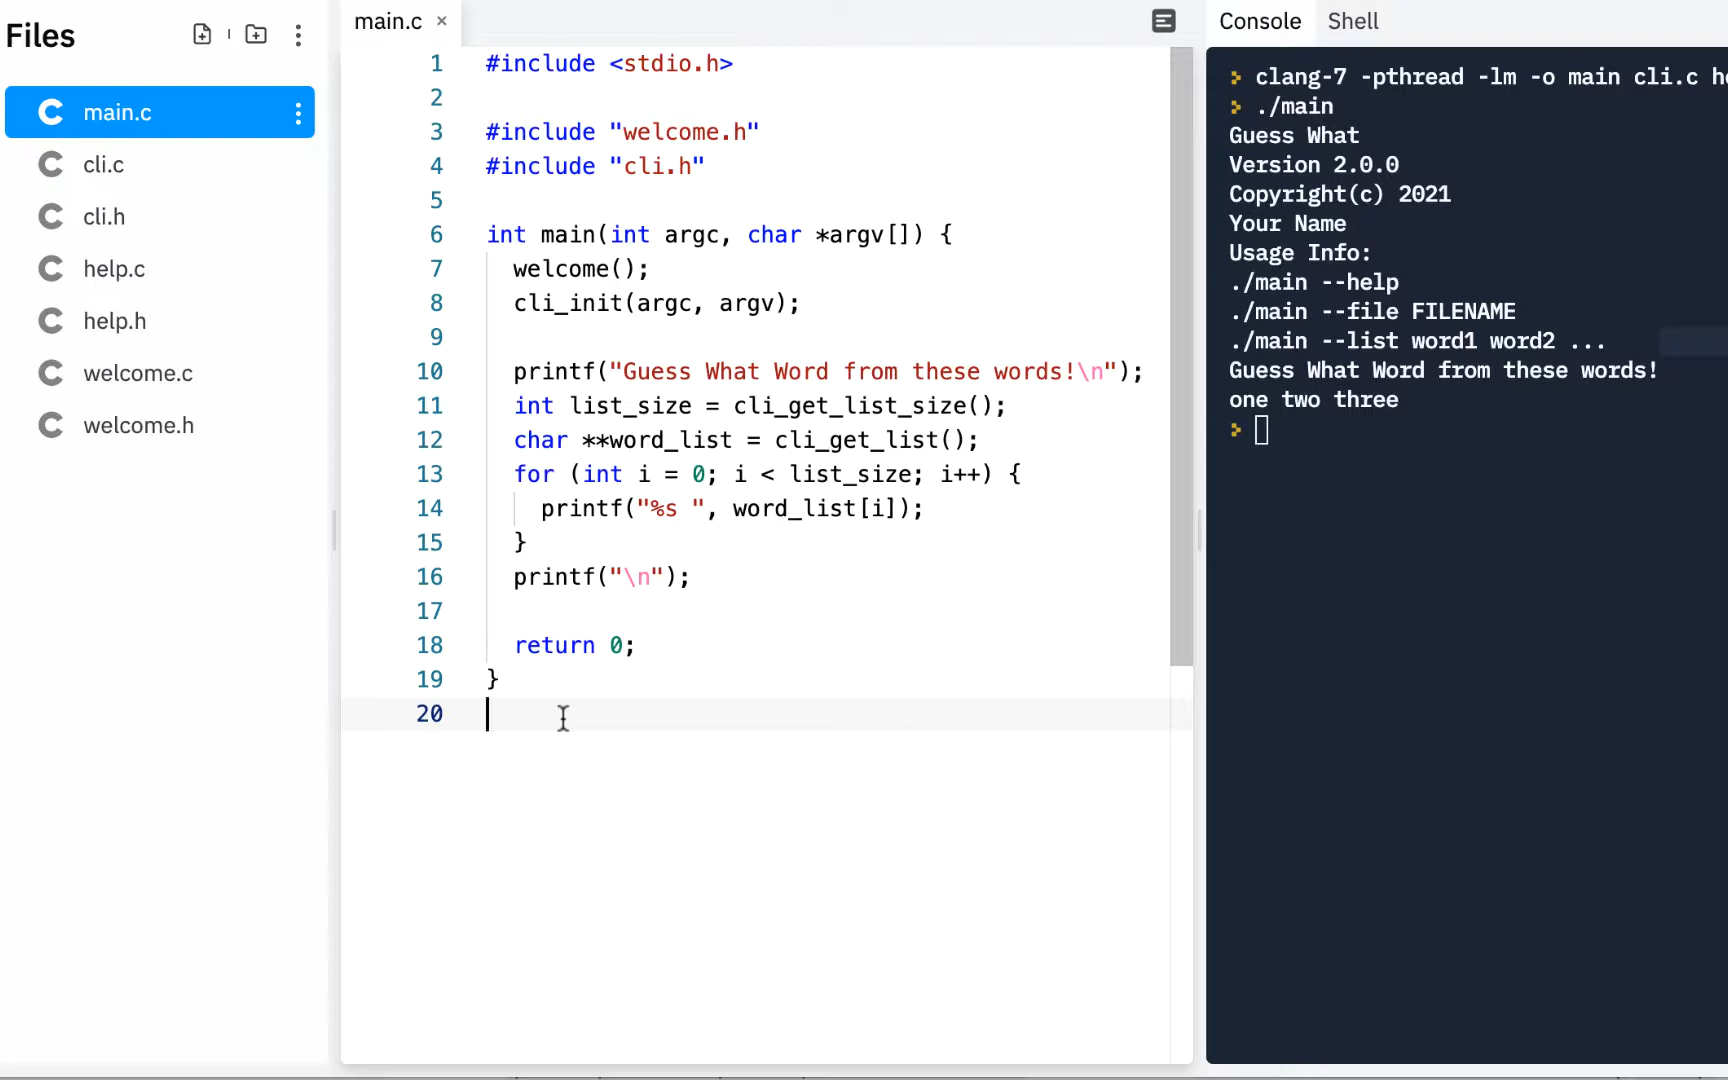 Files
main.c
cli.c
cli.h
help.c
help.h
welcome.c
welcome.h
main.c ×
1 #include <stdio.h>
2
3 #include "welcome.h"
4 #include "cli.h"
5
6 int main(int argc, char *argv[]) {
7 welcome();
8 cli_init(argc, argv);
9
10 printf("Guess What Word from these words!\n");
11 int list_size = cli_get_list_size();
12 char **word_list = cli_get_list();
13 for (int i = 0; i < list_size; i++) {
14 printf("%s ", word_list[i]);
15 }
16 printf("\n");
17
18 return 0;
19 }
20
Console Shell
> clang-7 -pthread -lm -o main cli.c
> ./main
Guess What
Version 2.0.0
Copyright(c) 2021
Your Name
Usage Info:
./main --help
./main --file FILENAME
./main --list word1 word2 ...
Guess What Word from these words!
one two three
>